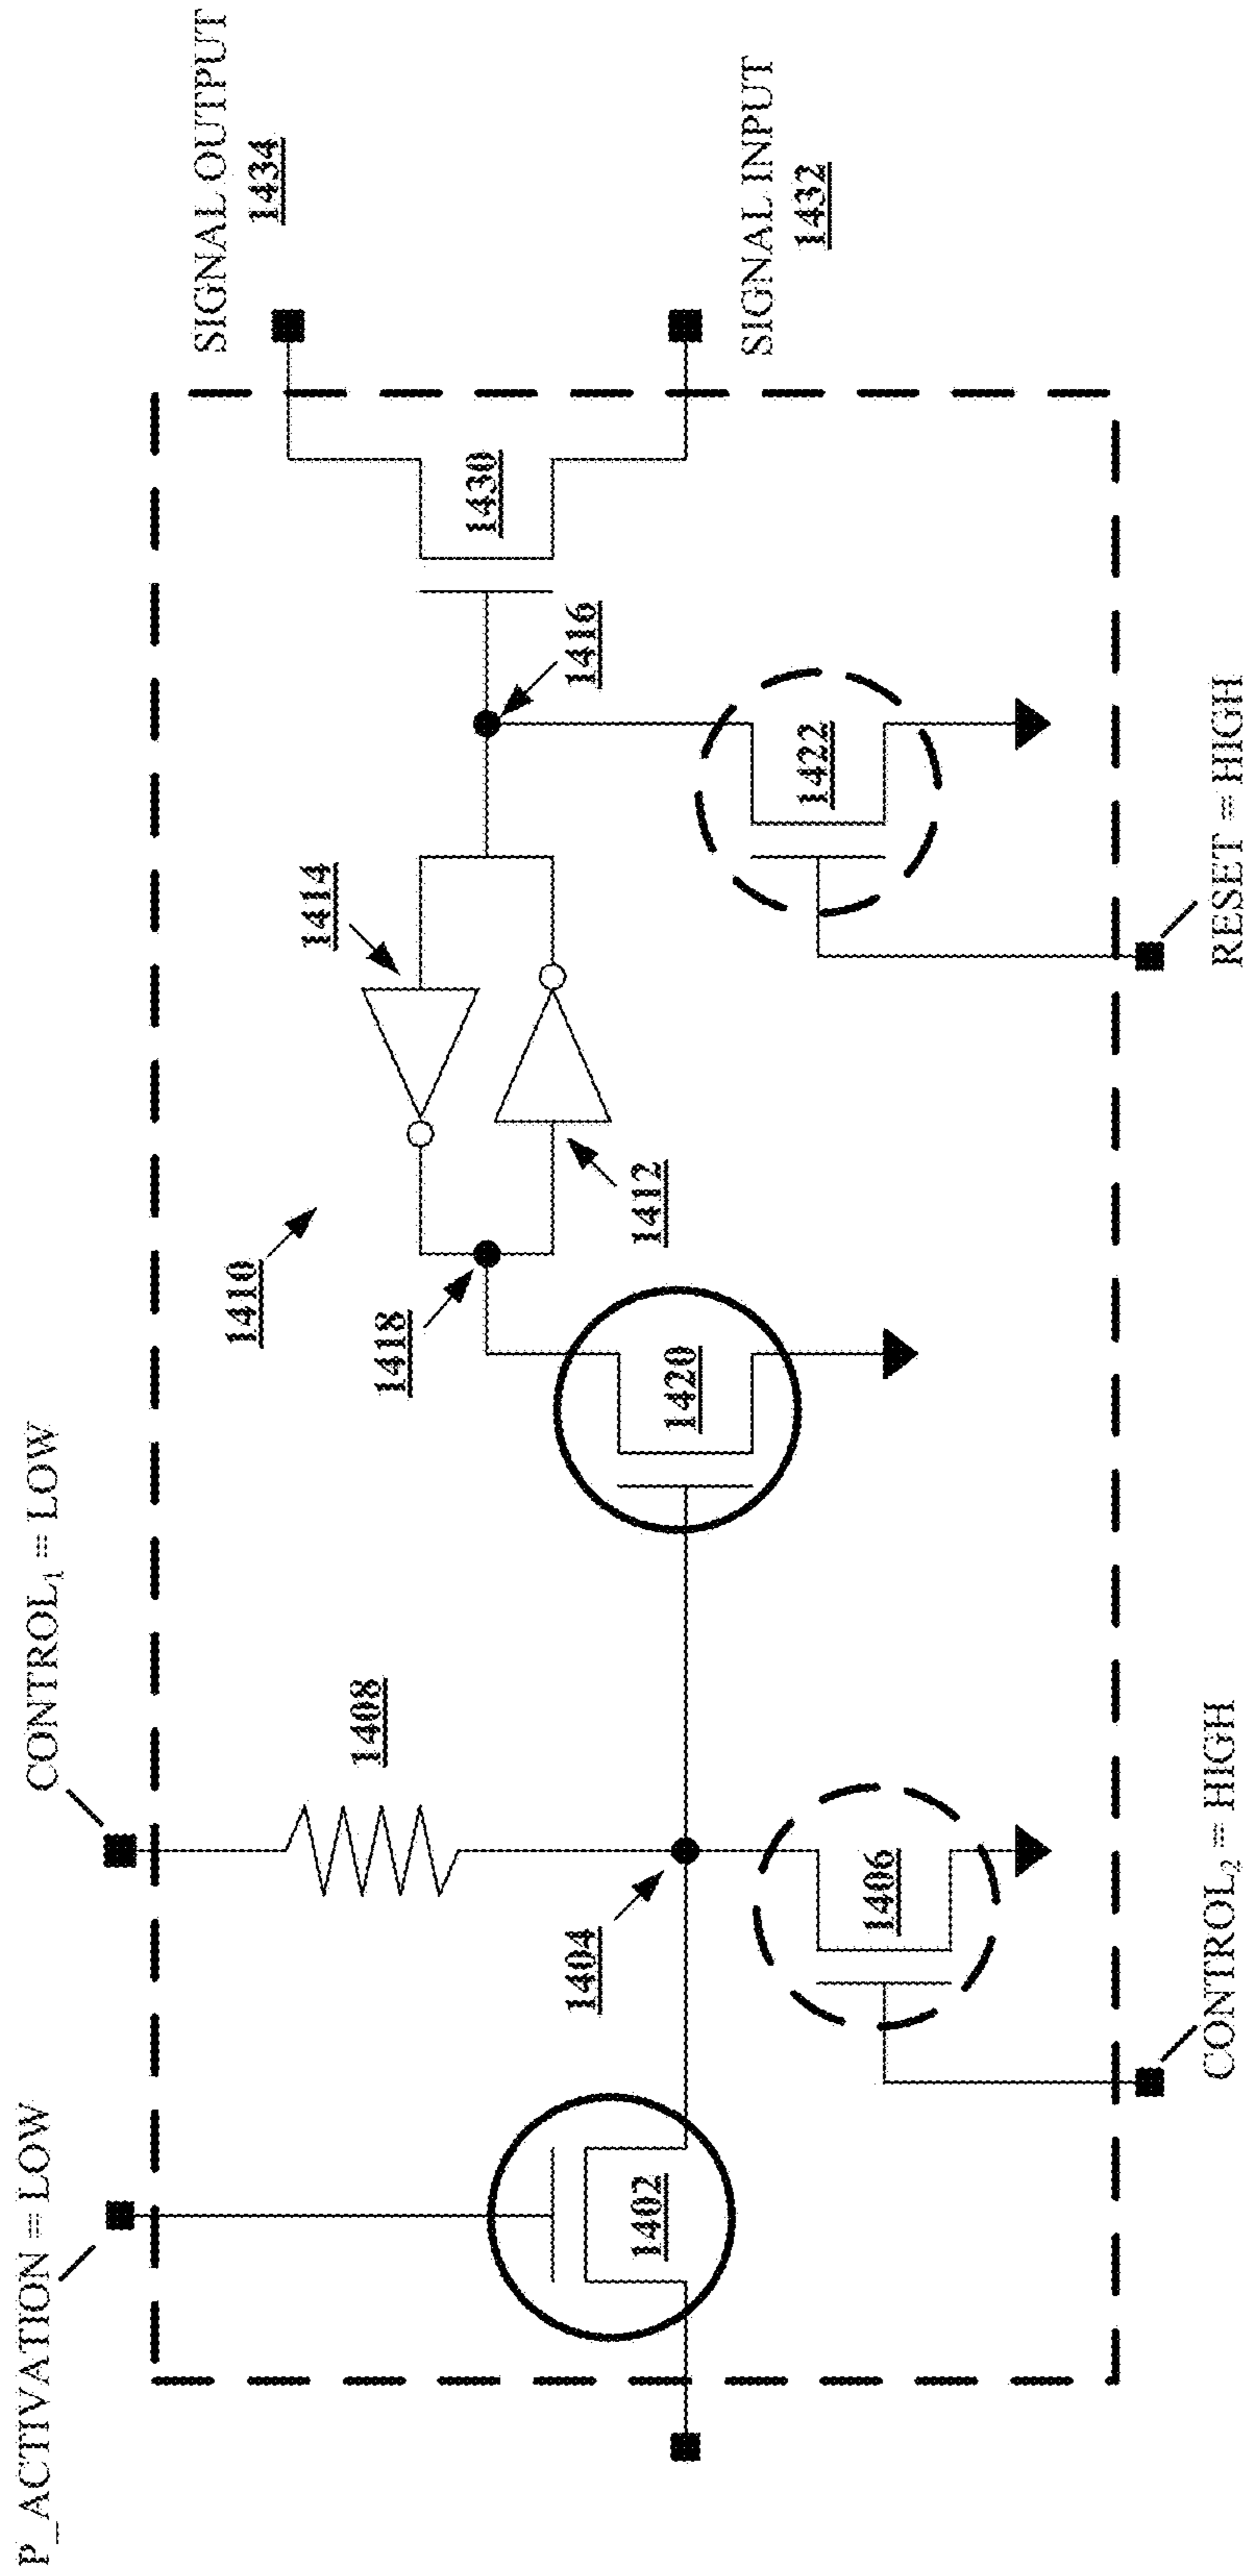 P_ACTIVATION = LOW
CONTROL₁ = LOW
SIGNAL OUTPUT
1434
1410
1414
1408
1418
1430
1416
1412
1404
1402
1420
1422
1406
SIGNAL INPUT
1432
CONTROL₂ = HIGH
RESET = HIGH